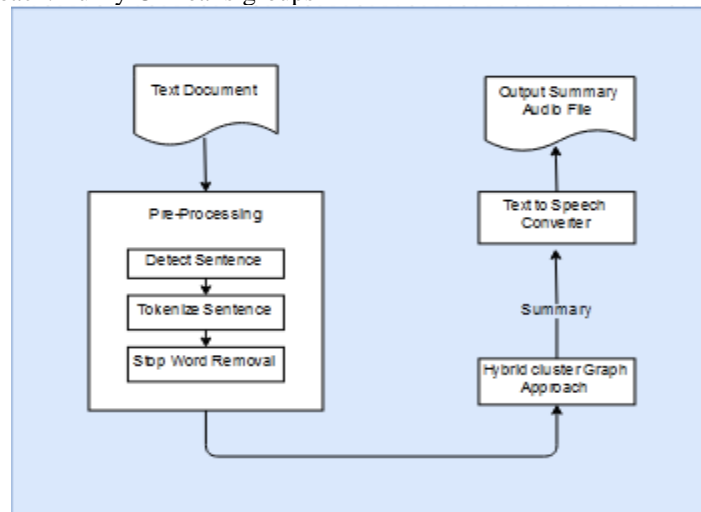 Text Document
Pre-Processing
Detect Sentence
Tokenize Sentence
Stop Word Removal
Output Summary
Audio File
Text to Speech
Converter
Summary
Hybrid cluster Graph
Approach